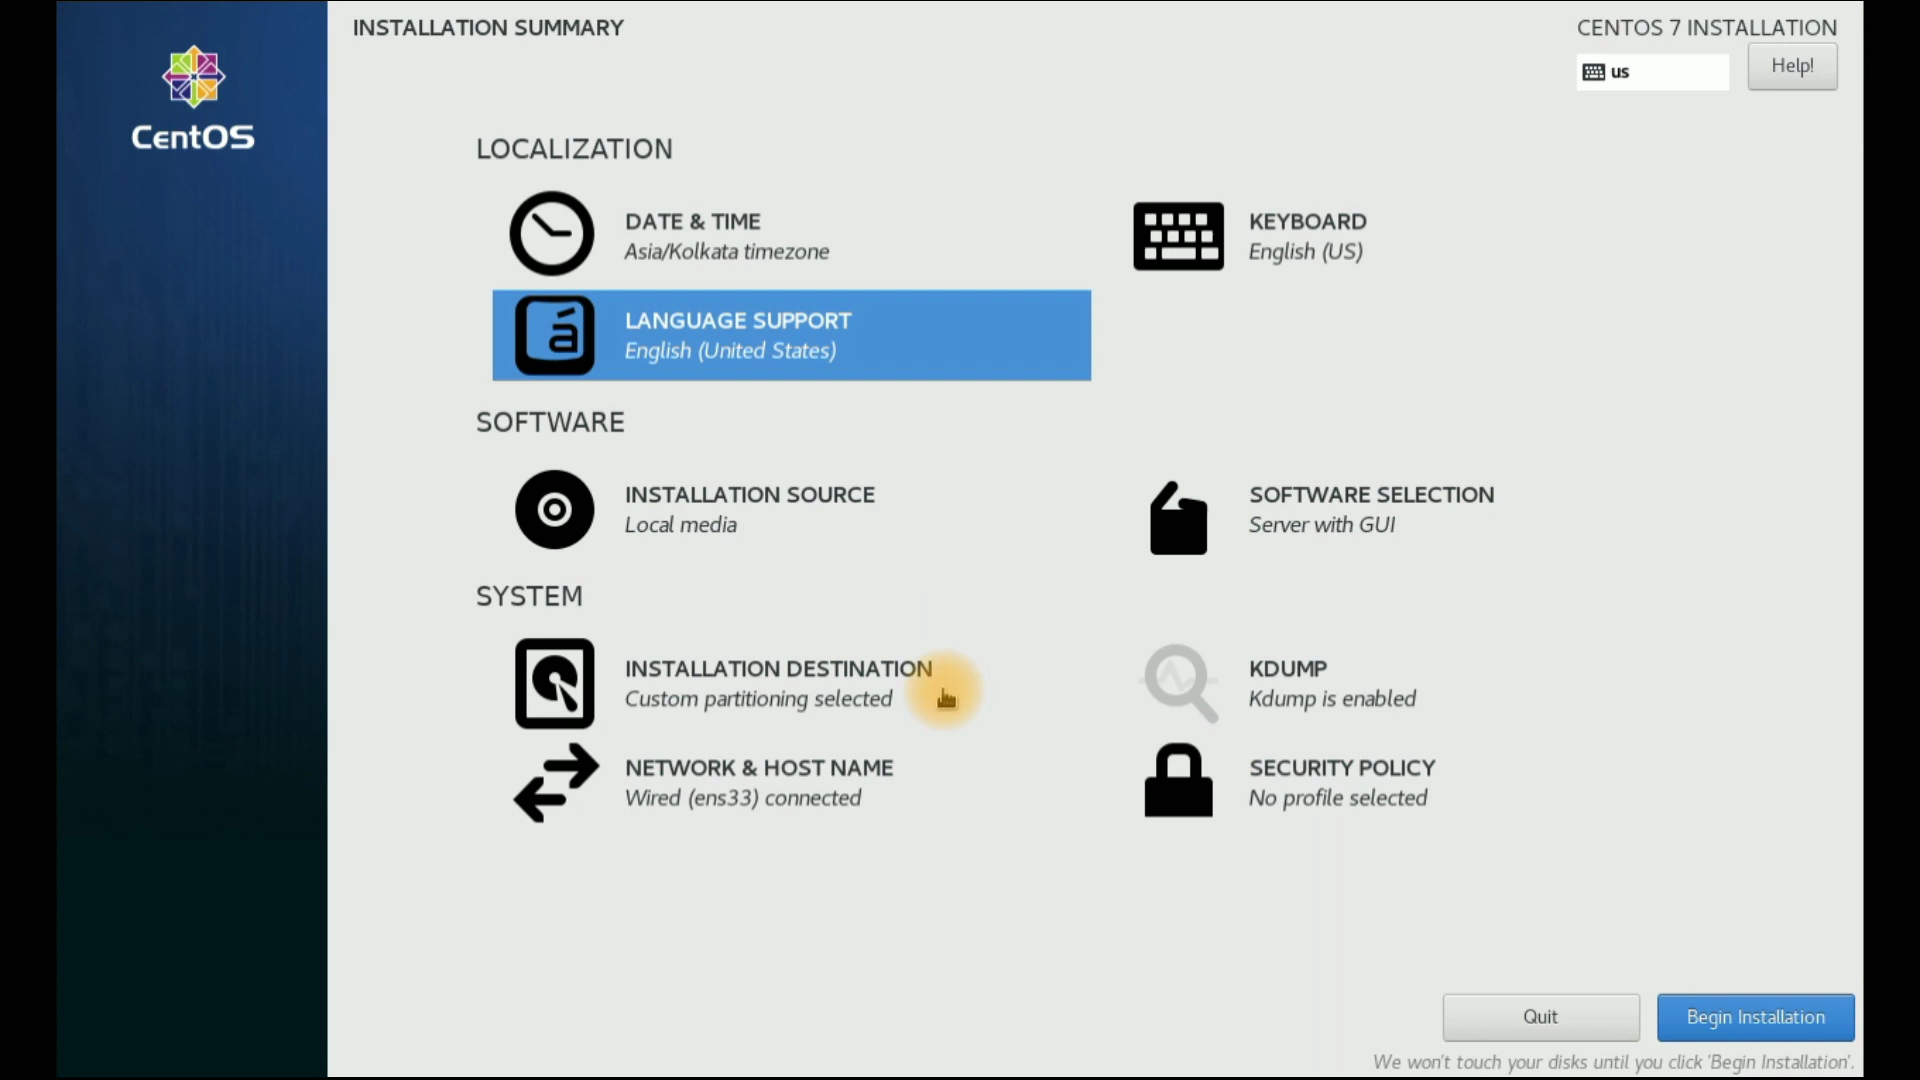 INSTALLATION SUMMARY
CENTOS 7 INSTALLATION
us
Help!
CentOS
LOCALIZATION
DATE & TIME
Asia/Kolkata timezone
KEYBOARD
English (US)
á
LANGUAGE SUPPORT
English (United States)
SOFTWARE
INSTALLATION SOURCE
Local media
SOFTWARE SELECTION
Server with GUI
SYSTEM
INSTALLATION DESTINATION
Custom partitioning selected
KDUMP
Kdump is enabled
NETWORK & HOST NAME
Wired (ens33) connected
SECURITY POLICY
No profile selected
Quit
Begin Installation
We won't touch your disks until you click 'Begin Installation'.